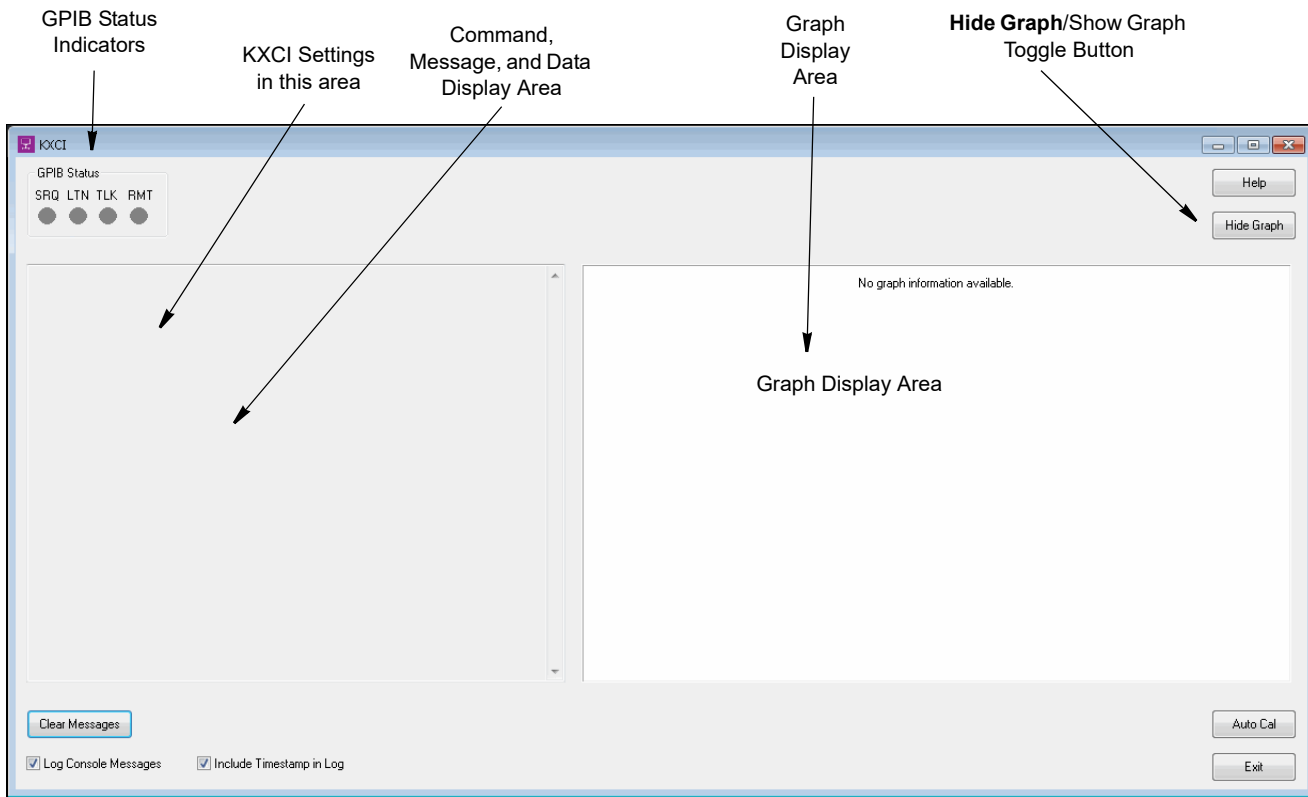 GPIB Status
Indicators
KXCI Settings
in this area
Command,
Message, and Data
Display Area
Graph
Display
Area
Hide Graph/Show Graph
Toggle Button
KXCI
GPIB Status
SRQ LTN TLK RMT
Help
Hide Graph
No graph information available.
Graph Display Area
Clear Messages
Auto Cal
Log Console Messages
Include Timestamp in Log
Exit